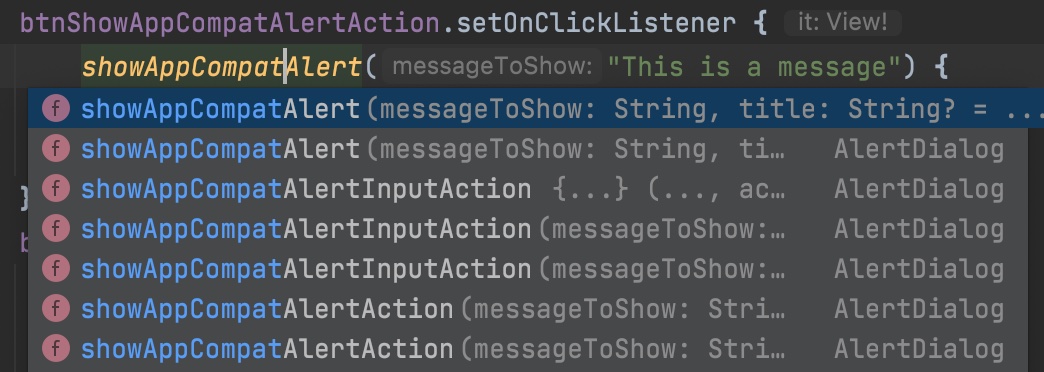 btnShowAppCompatAlertAction.setOnClickListener { it: View!
showAppCompatAlert( messageToShow: "This is a message") {
f showAppCompatAlert(messageToShow: String, title: String? = ...
f showAppCompatAlert(messageToShow: String, ti… AlertDialog
f showAppCompatAlertInputAction {...} (..., ac… AlertDialog
} f showAppCompatAlertInputAction(messageToShow:… AlertDialog
f showAppCompatAlertInputAction(messageToShow:… AlertDialog
f showAppCompatAlertAction(messageToShow: Stri… AlertDialog
f showAppCompatAlertAction(messageToShow: Stri… AlertDialog